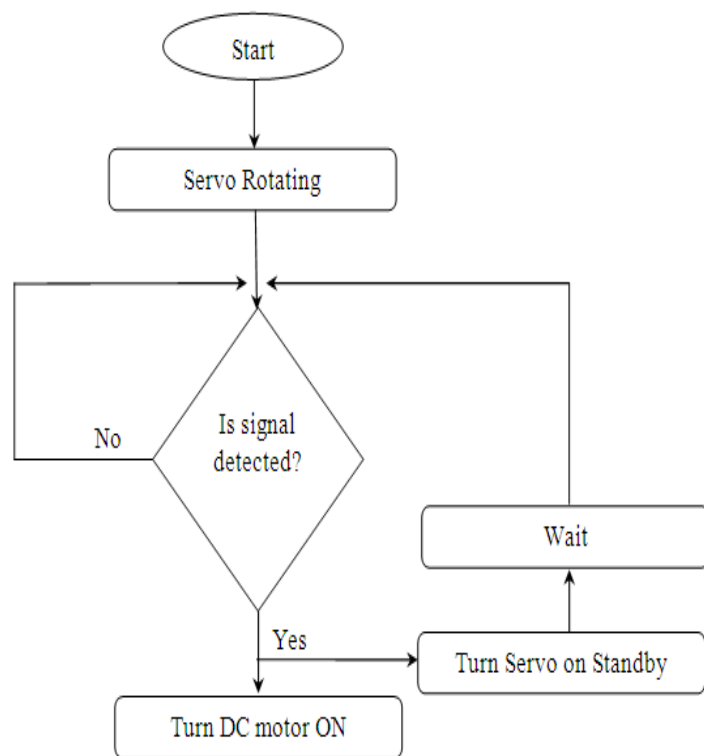 Start
Servo Rotating
Is signal
detected?
No
Wait
Yes
Turn Servo on Standby
Turn DC motor ON